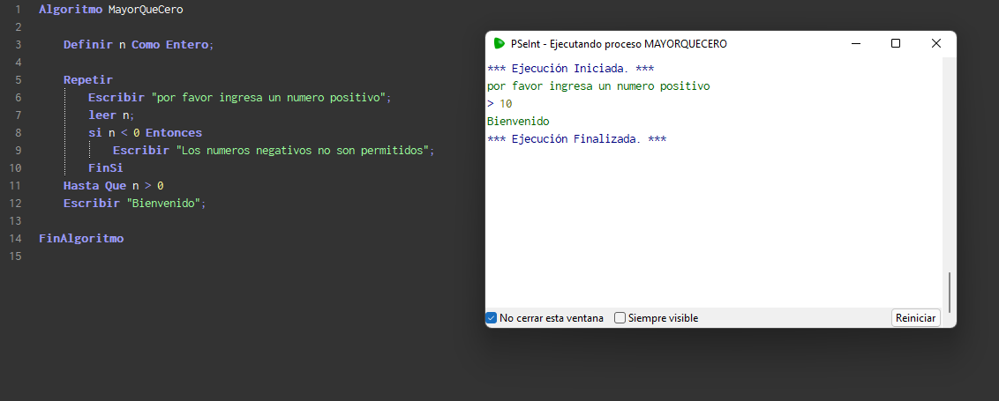 1 Algoritmo MayorQueCero
2
3 Definir n Como Entero;
4
5 Repetir
6 Escribir "por favor ingresa un numero positivo";
7 leer n;
8 si n < 0 Entonces
9 Escribir "Los numeros negativos no son permitidos";
10 FinSi
11 Hasta Que n > 0
12 Escribir "Bienvenido";
13
14 FinAlgoritmo
15
PSeInt - Ejecutando proceso MAYORQUECERO
*** Ejecución Iniciada. ***
por favor ingresa un numero positivo
> 10
Bienvenido
*** Ejecución Finalizada. ***
No cerrar esta ventana Siempre visible Reiniciar